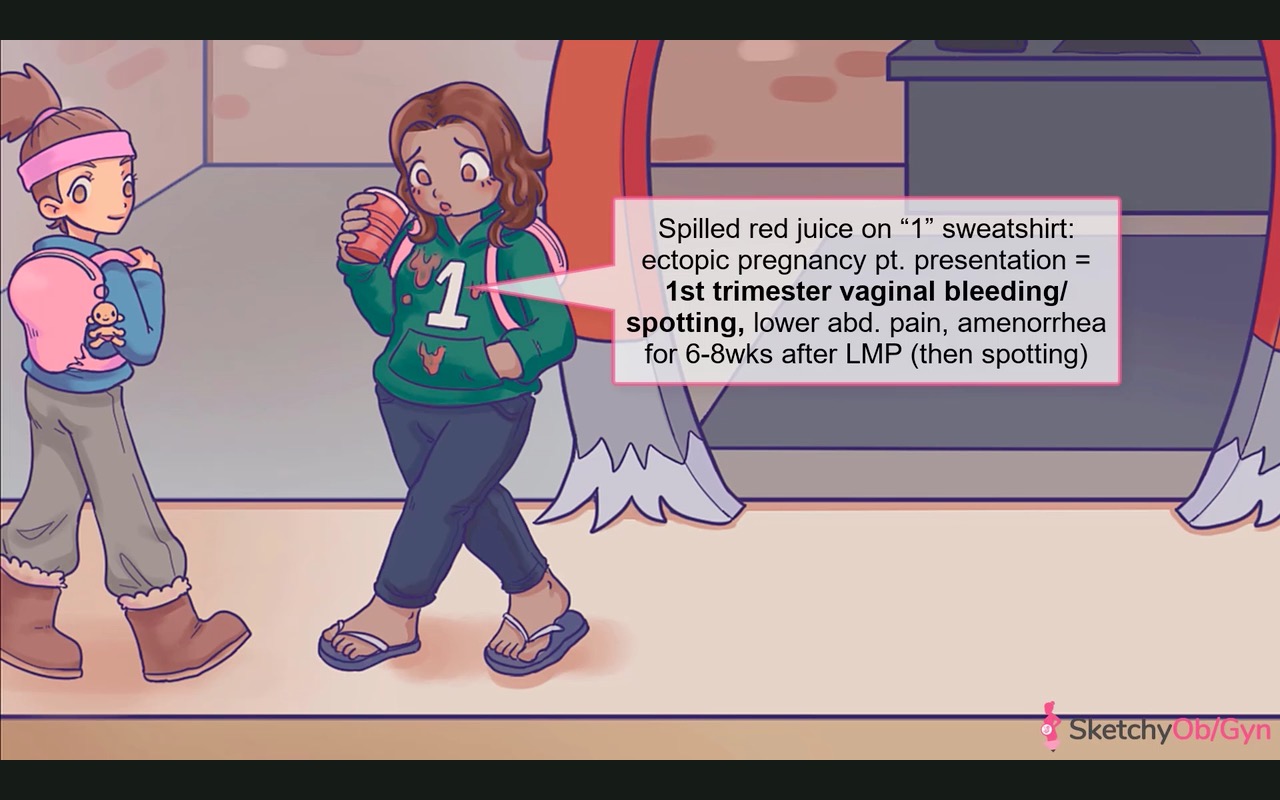 1
Spilled red juice on “1” sweatshirt:
ectopic pregnancy pt. presentation =
1st trimester vaginal bleeding/
spotting, lower abd. pain, amenorrhea
for 6-8wks after LMP (then spotting)
SketchyOb/Gyn